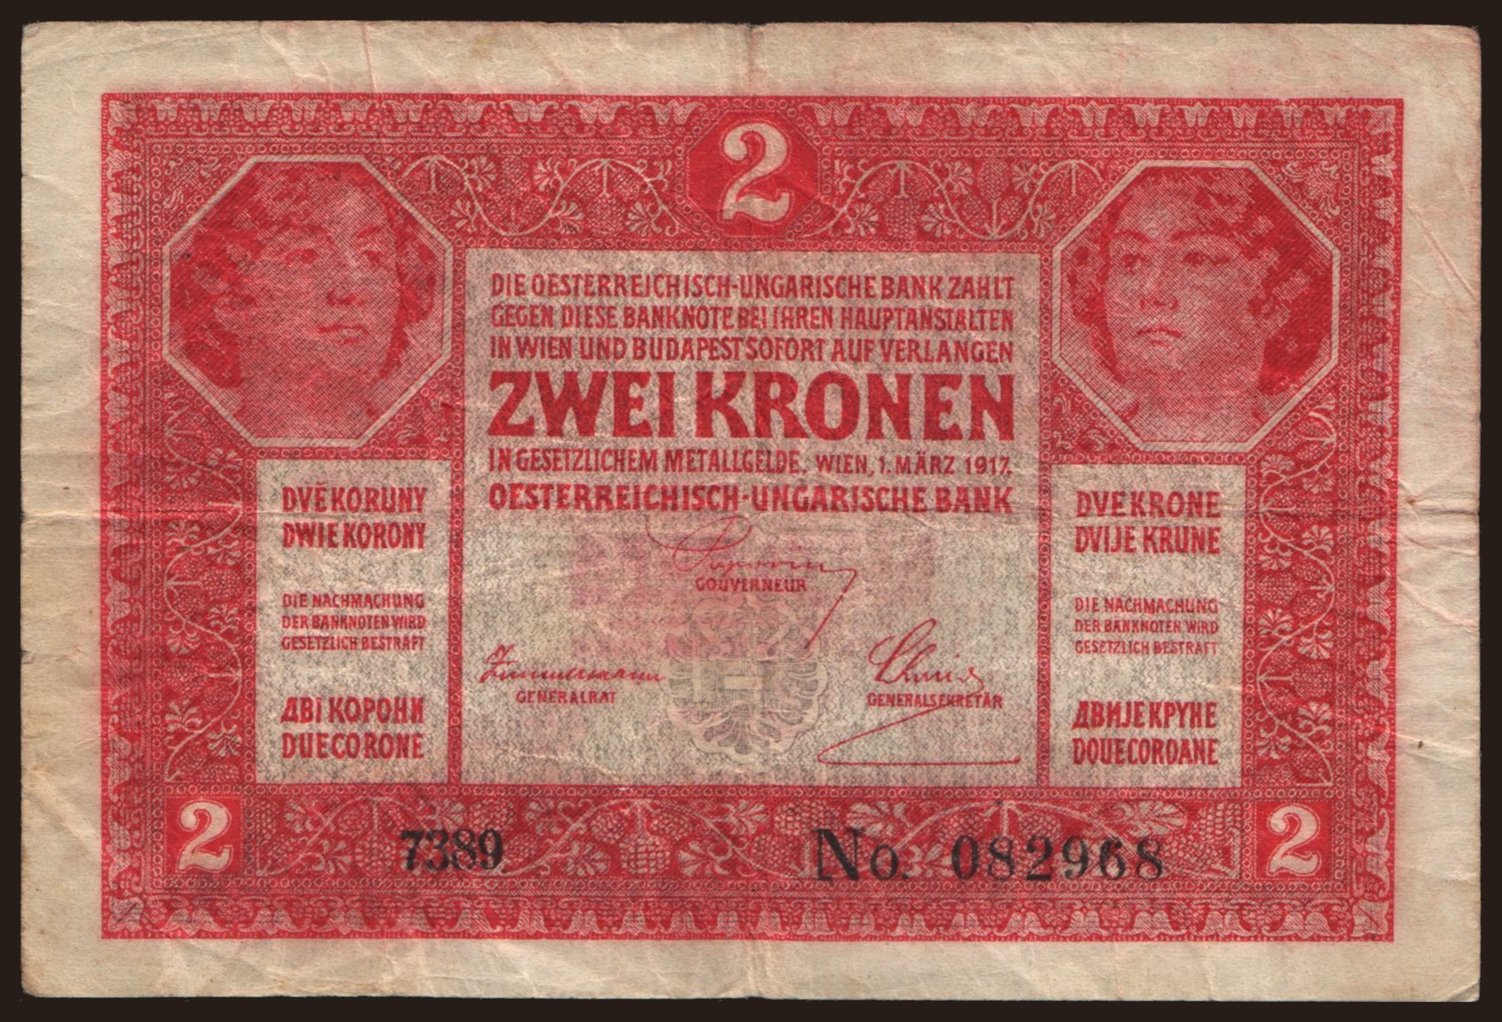 2
DIE OESTERREICHISCH-UNGARISCHE BANK ZAHLT
GEGEN DIESE BANKNOTE BEI IHREN HAUPTANSTALTEN
IN WIEN UND BUDAPEST SOFORT AUF VERLANGEN
ZWEI KRONEN
IN GESETZLICHEM METALLGELDE. WIEN, 1. MÄRZ 1917.
OESTERREICHISCH-UNGARISCHE BANK
GOUVERNEUR
Zimmermann
GENERALRAT
GENERALSEKRETÄR
DVĚ KORUNY
DWIE KORONY
DIE NACHMACHUNG
DER BANKNOTEN WIRD
GESETZLICH BESTRAFT
ДВІ КОРОНИ
DUE CORONE
DVE KRONE
DVIJE KRUNE
DIE NACHMACHUNG
DER BANKNOTEN WIRD
GESETZLICH BESTRAFT
ДВИЈЕ КРУНЕ
DOUE COROANE
2
7389
No. 082968
2